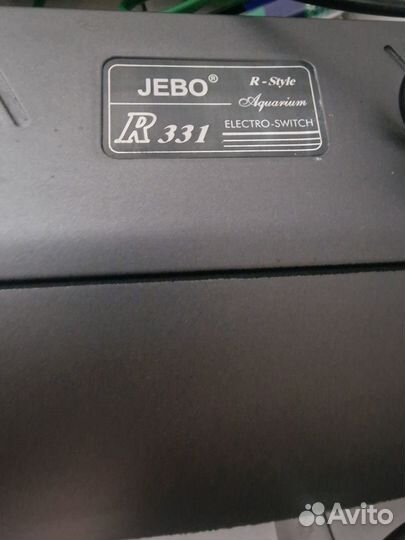 JEBO® R-Style
Aquarium
R 331 ELECTRO-SWITCH
Avito